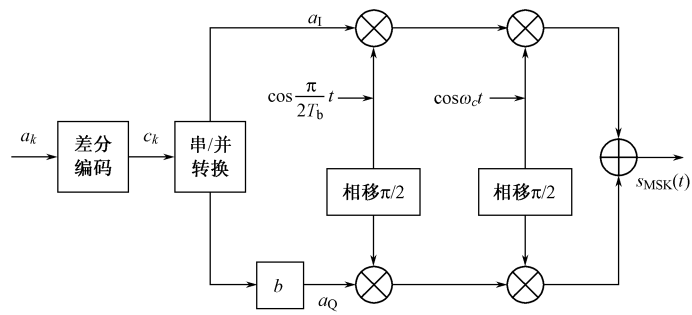 a_k
差分
编码
c_k
串/并
转换
a_I
cos π/2T_b t
cosω_c t
相移π/2
相移π/2
b
a_Q
s_MSK(t)